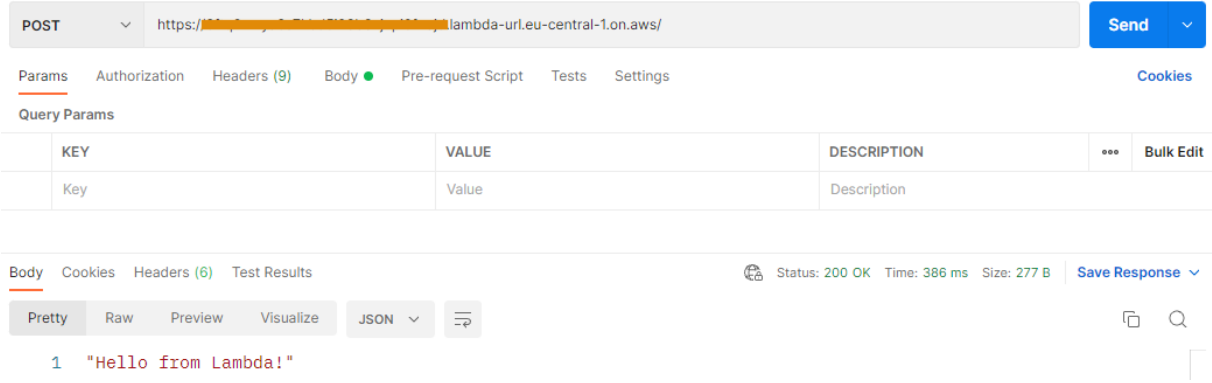 POST https:/ lambda-url.eu-central-1.on.aws/ Send
Params Authorization Headers (9) Body Pre-request Script Tests Settings Cookies
Query Params
KEY VALUE DESCRIPTION ooo Bulk Edit
Key Value Description
Body Cookies Headers (6) Test Results Status: 200 OK Time: 386 ms Size: 277 B Save Response
Pretty Raw Preview Visualize JSON
1 "Hello from Lambda!"